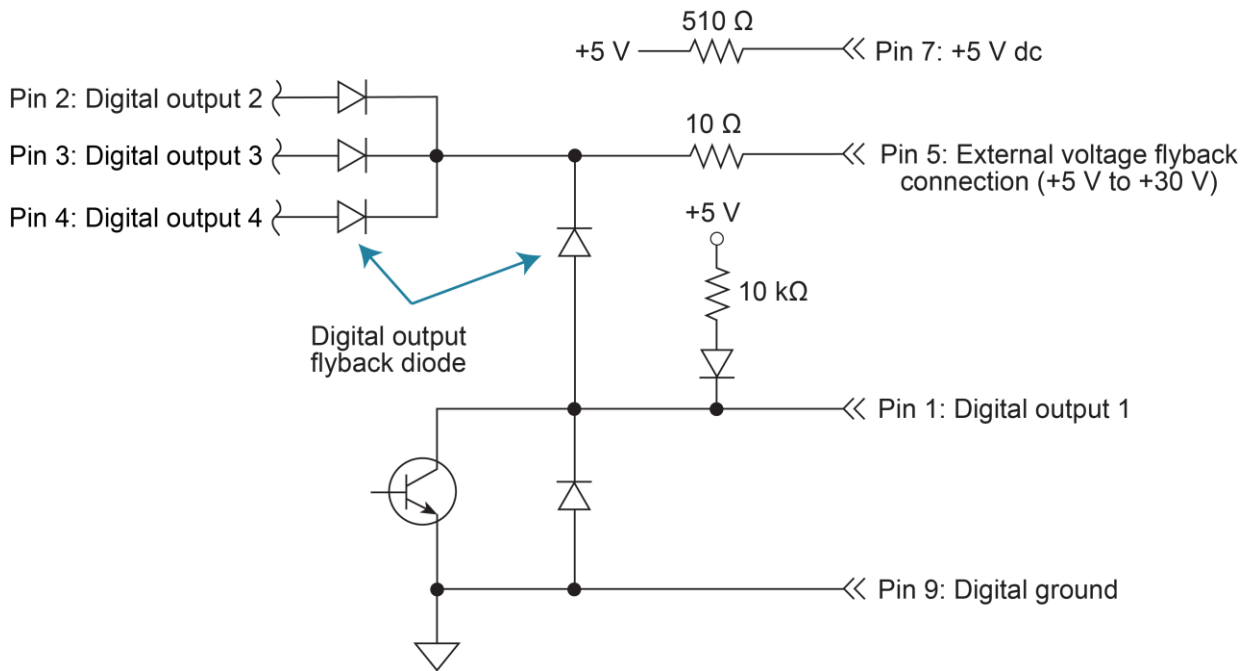 510 Ω
+5 V
Pin 7: +5 V dc
Pin 2: Digital output 2
10 Ω
Pin 3: Digital output 3
Pin 5: External voltage flyback
connection (+5 V to +30 V)
Pin 4: Digital output 4
+5 V
10 kΩ
Digital output
flyback diode
Pin 1: Digital output 1
Pin 9: Digital ground